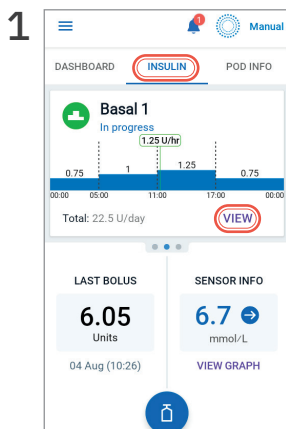 1
1
Manual
DASHBOARD INSULIN POD INFO
Basal 1
In progress
1.25 U/hr
0.75 1 1.25 0.75
00:00 05:00 11:00 17:00 00:00
Total: 22.5 U/day VIEW
LAST BOLUS SENSOR INFO
6.05 6.7
Units mmol/L
04 Aug (10:26) VIEW GRAPH